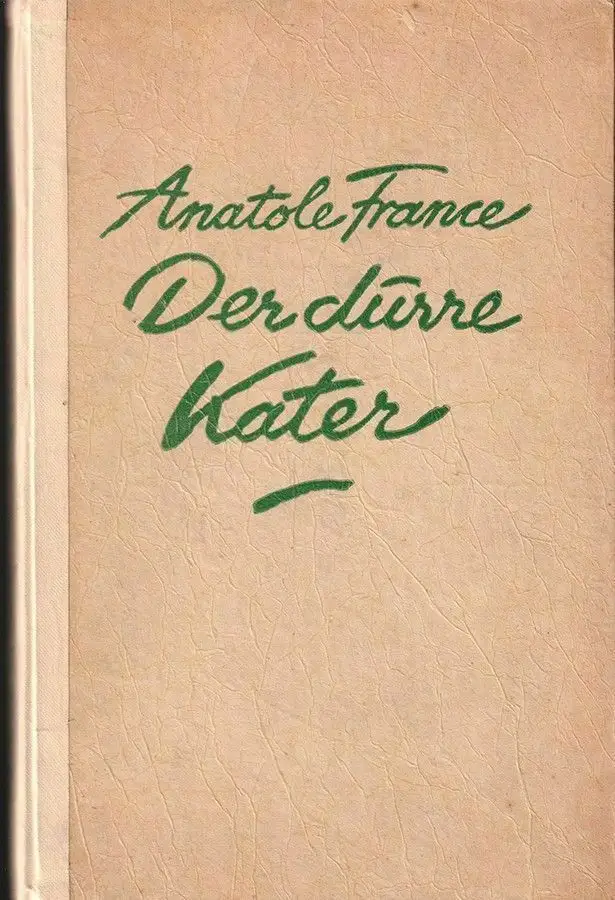 Anatole France
Der dürre
Kater